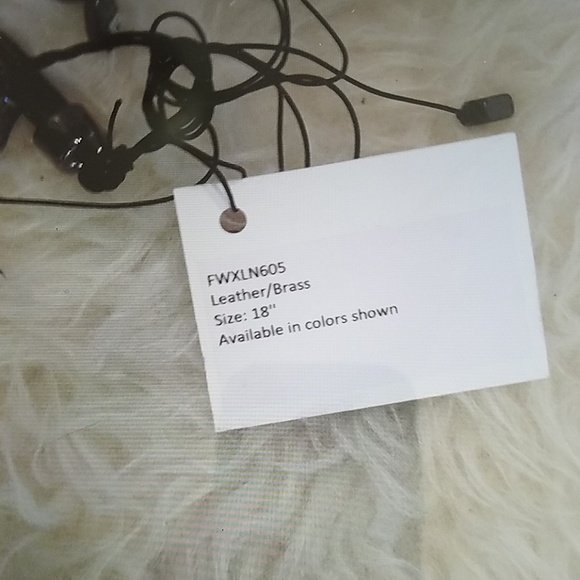 FWXLN605
Leather/Brass
Size: 18"
Available in colors shown